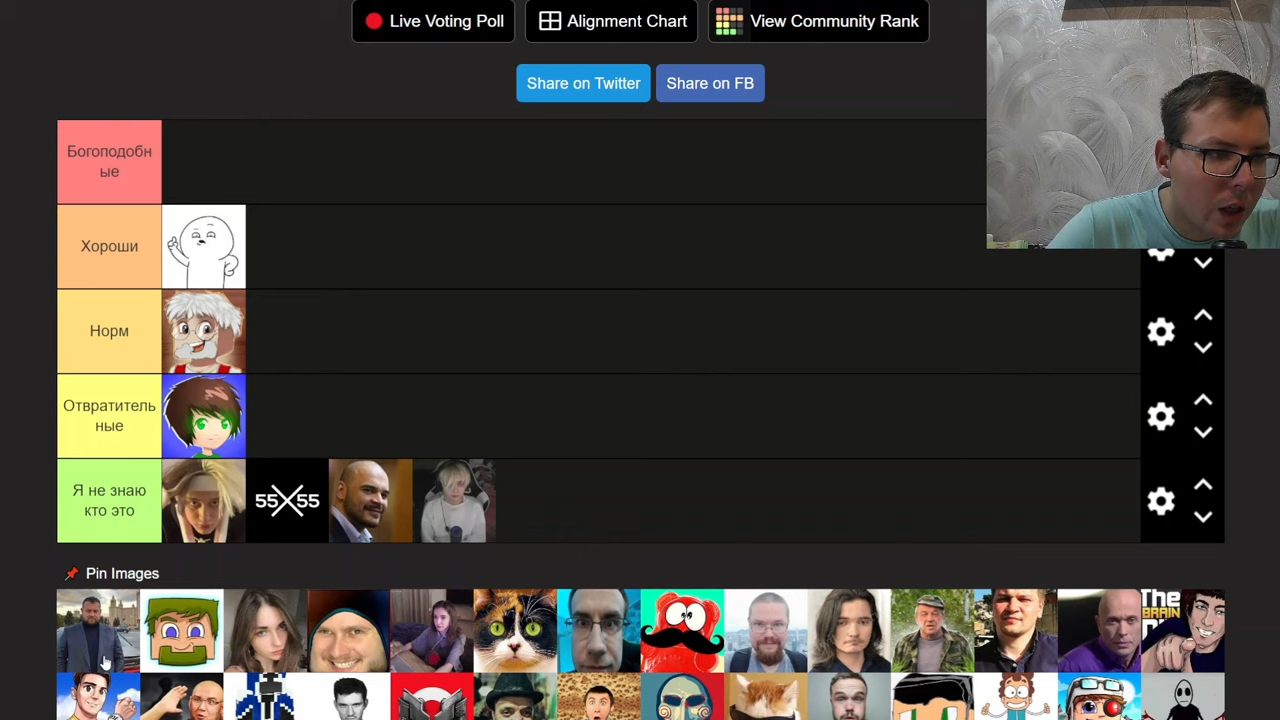 Live Voting Poll
Alignment Chart
View Community Rank
Share on Twitter
Share on FB
Богоподобн
ые
Хороши
Норм
Отвратитель
ные
Я не знаю
кто это
55X55
Pin Images
The
BRAIN